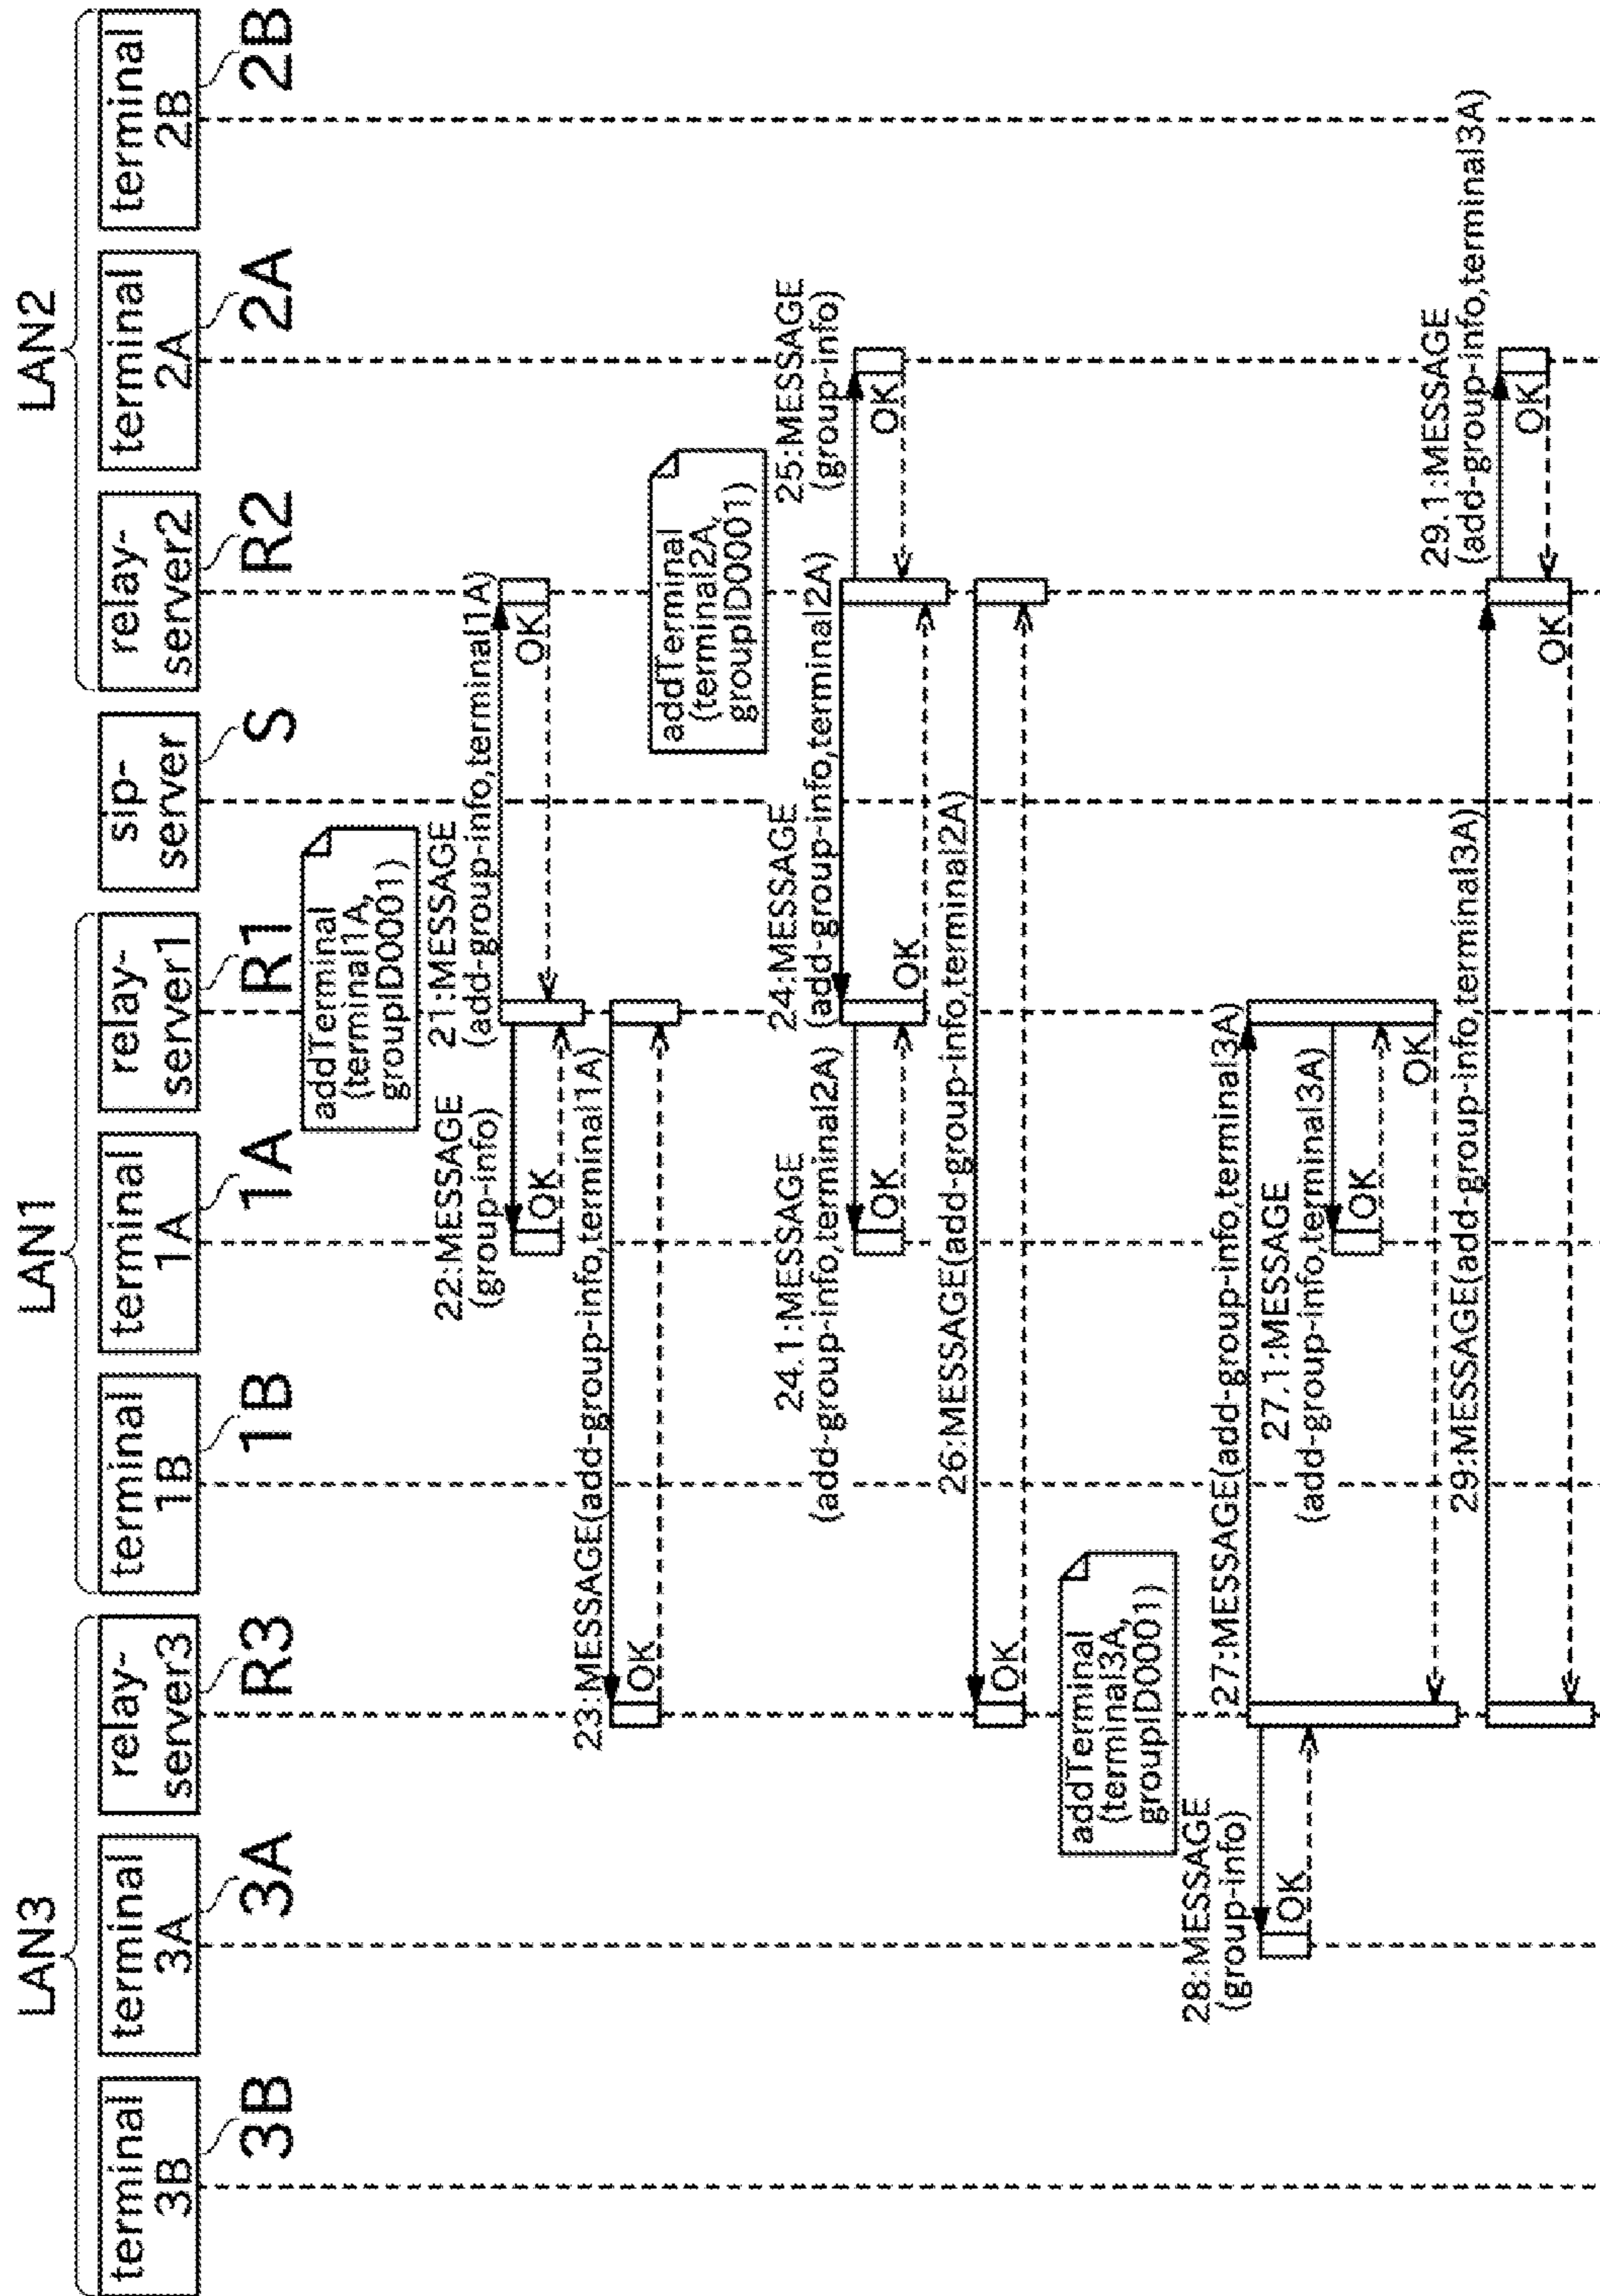 LAN3
LAN1
LAN2
terminal
3B
terminal
3A
relay-
server3
terminal
1B
terminal
1A
relay-
server1
sip-
server
relay-
server2
terminal
2A
terminal
2B
3B
3A
R3
1B
1A
R1
S
R2
2A
2B
addTerminal
(terminal1A,
groupID0001)
21:MESSAGE
(add-group-info,terminal1A)
OK
22:MESSAGE
(group-info)
OK
23:MESSAGE(add-group-info,terminal1A)
OK
addTerminal
(terminal2A,
groupID0001)
24:MESSAGE
(add-group-info,terminal2A)
OK
24.1:MESSAGE
(add-group-info,terminal2A)
OK
25:MESSAGE
(group-info)
OK
26:MESSAGE(add-group-info,terminal2A)
OK
addTerminal
(terminal3A,
groupID0001)
27:MESSAGE(add-group-info,terminal3A)
28:MESSAGE
(group-info)
OK
27.1:MESSAGE
(add-group-info,terminal3A)
OK
OK
29:MESSAGE(add-group-info,terminal3A)
29.1:MESSAGE
(add-group-info,terminal3A)
OK
OK